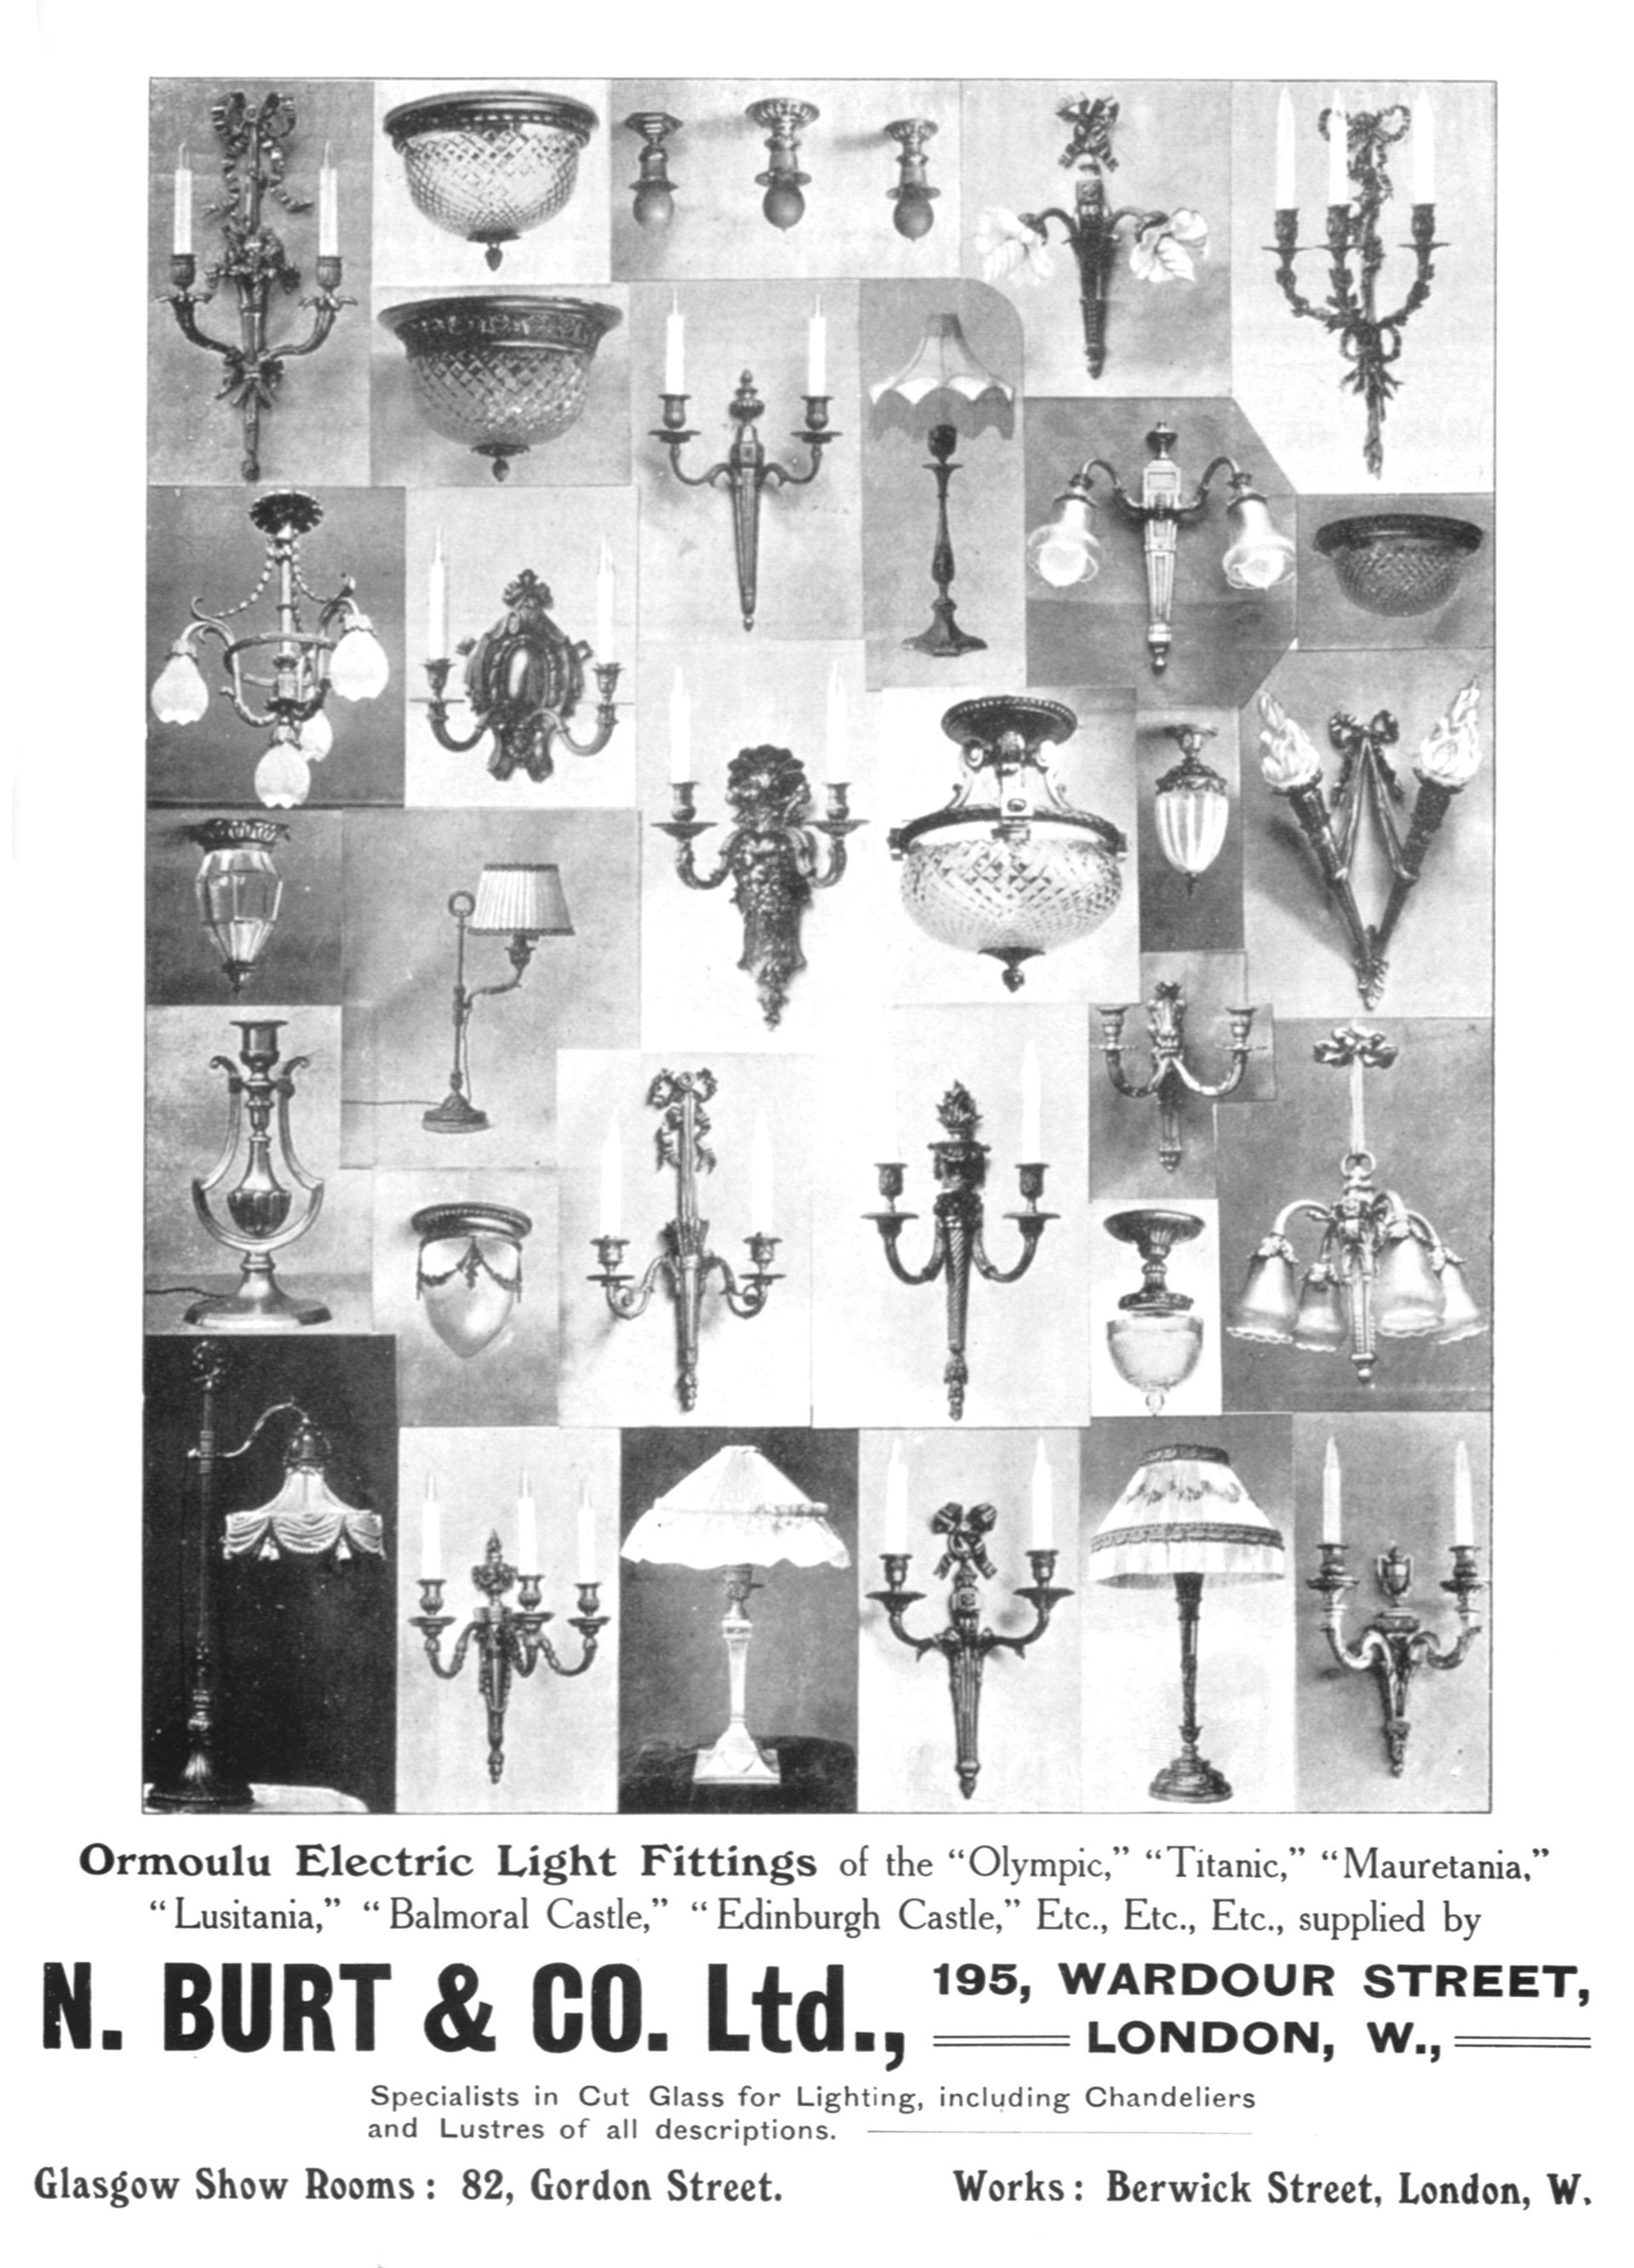 Ormoulu Electric Light Fittings of the “Olympic,” “Titanic,” “Mauretania,”
“Lusitania,” “Balmoral Castle,” “Edinburgh Castle,” Etc., Etc., Etc., supplied by
N. BURT & CO. Ltd.,
195, WARDOUR STREET,
LONDON, W.,
Specialists in Cut Glass for Lighting, including Chandeliers
and Lustres of all descriptions.
Glasgow Show Rooms: 82, Gordon Street.
Works: Berwick Street, London, W.